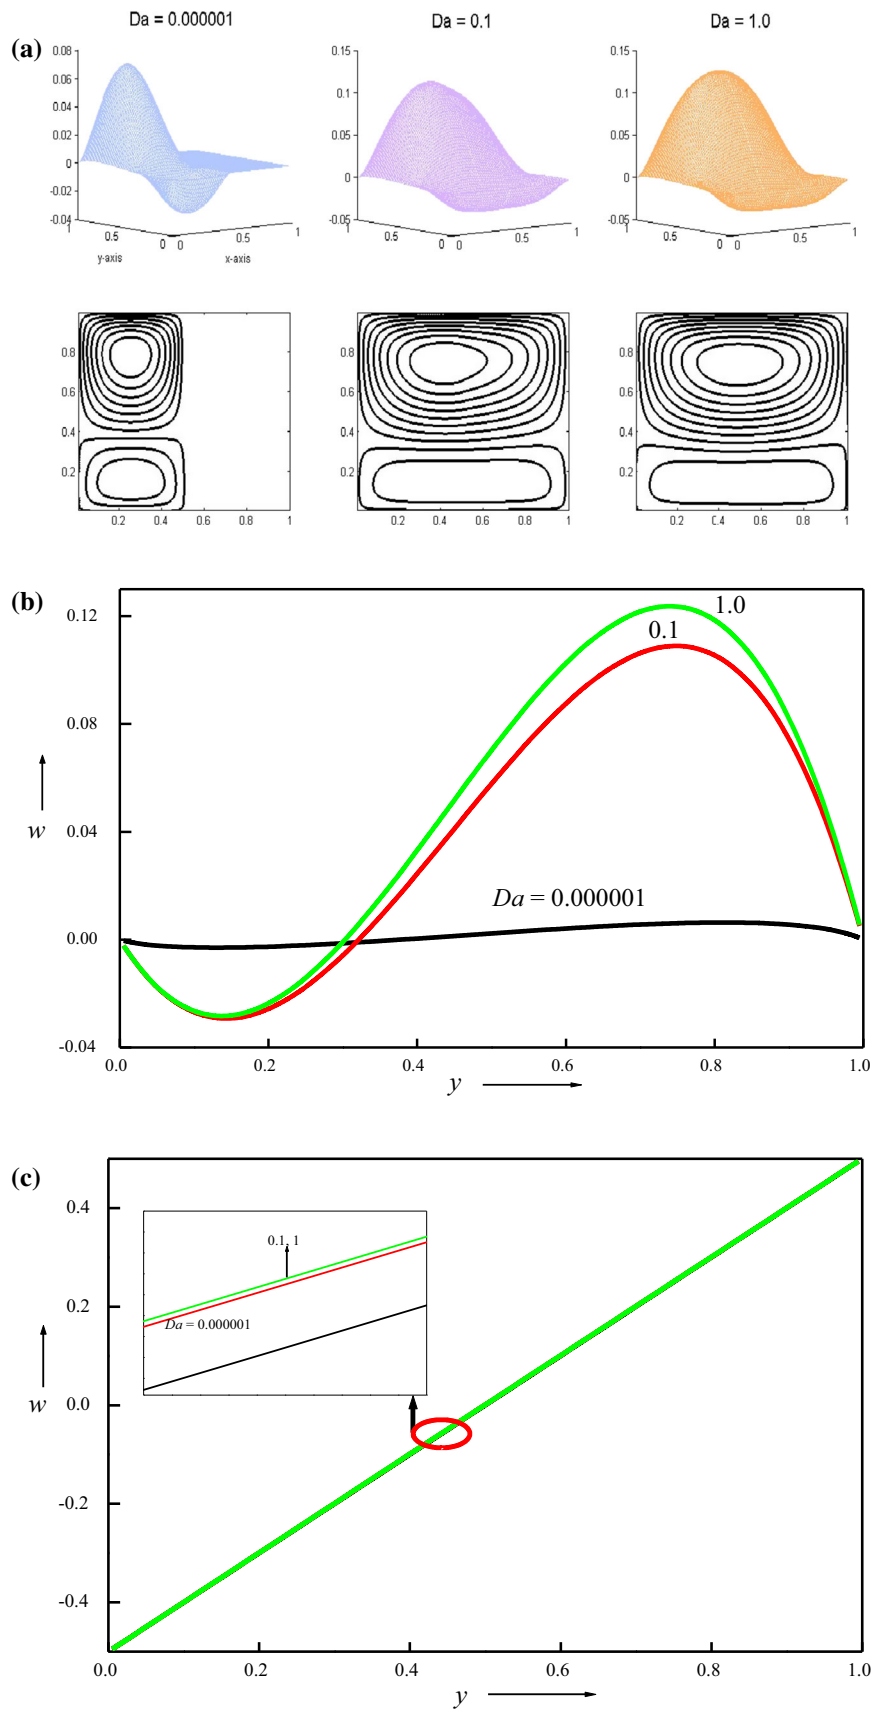 Da = 0.000001 Da = 0.1 Da = 1.0
(a)
0.08 0.06 0.04 0.02 0 -0.02 -0.04
1 0.5 0 0 0.5 1
y-axis x-axis
0.15 0.1 0.05 0 -0.05
1 0.5 0 0 0.5 1
0.15 0.1 0.05 0 -0.05
1 0.5 0 0 0.5 1
0.8 0.6 0.4 0.2
0.2 0.4 0.6 0.8 1
0.8 0.6 0.4 0.2
0.2 0.4 0.6 0.8 1
0.8 0.6 0.4 0.2
0.2 0.4 0.6 0.8 1
(b)
0.12
0.08
0.04
0.00
-0.04
w
1.0
0.1
Da = 0.000001
0.0 0.2 0.4 0.6 0.8 1.0
y
(c)
0.4
0.2
0.0
-0.2
-0.4
w
0.1, 1
Da = 0.000001
0.0 0.2 0.4 0.6 0.8 1.0
y